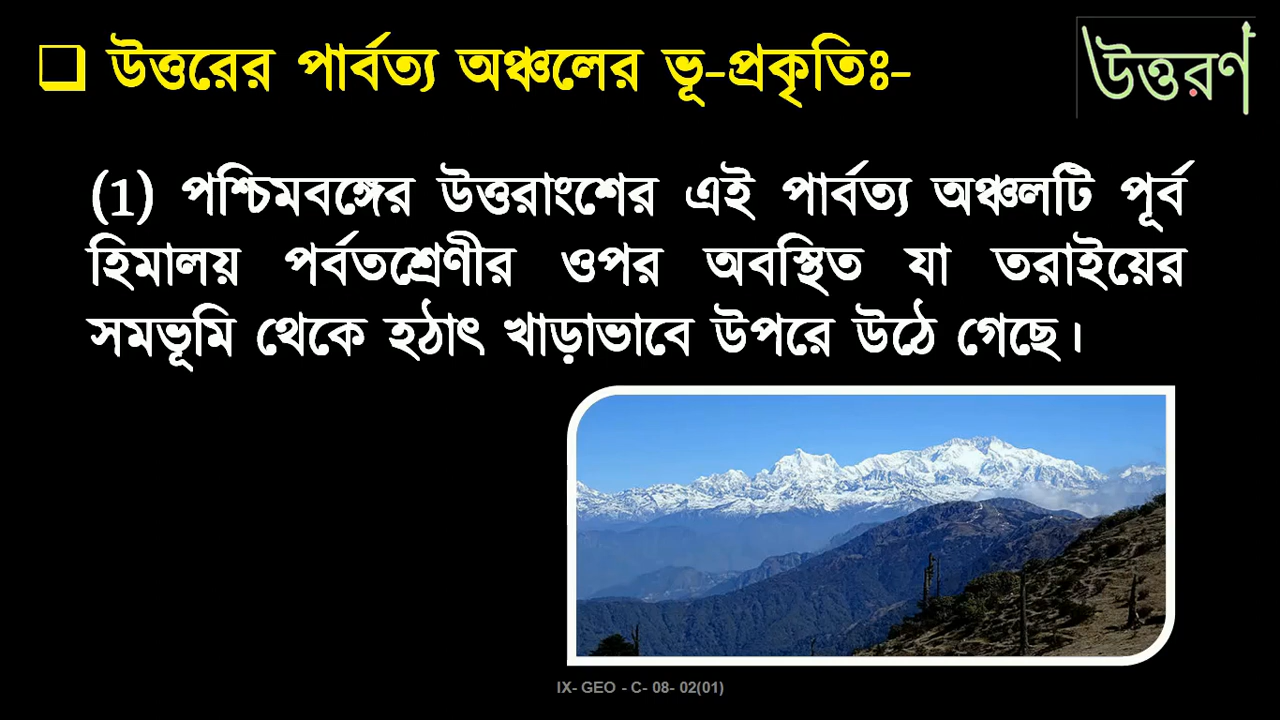 ❑ উত্তরের পার্বত্য অঞ্চলের ভূ-প্রকৃতিঃ-
উত্তরণ
(1) পশ্চিমবঙ্গের উত্তরাংশের এই পার্বত্য অঞ্চলটি পূর্ব
হিমালয় পর্বতশ্রেণীর ওপর অবস্থিত যা তরাইয়ের
সমভূমি থেকে হঠাৎ খাড়াভাবে উপরে উঠে গেছে।
IX- GEO - C- 08- 02(01)